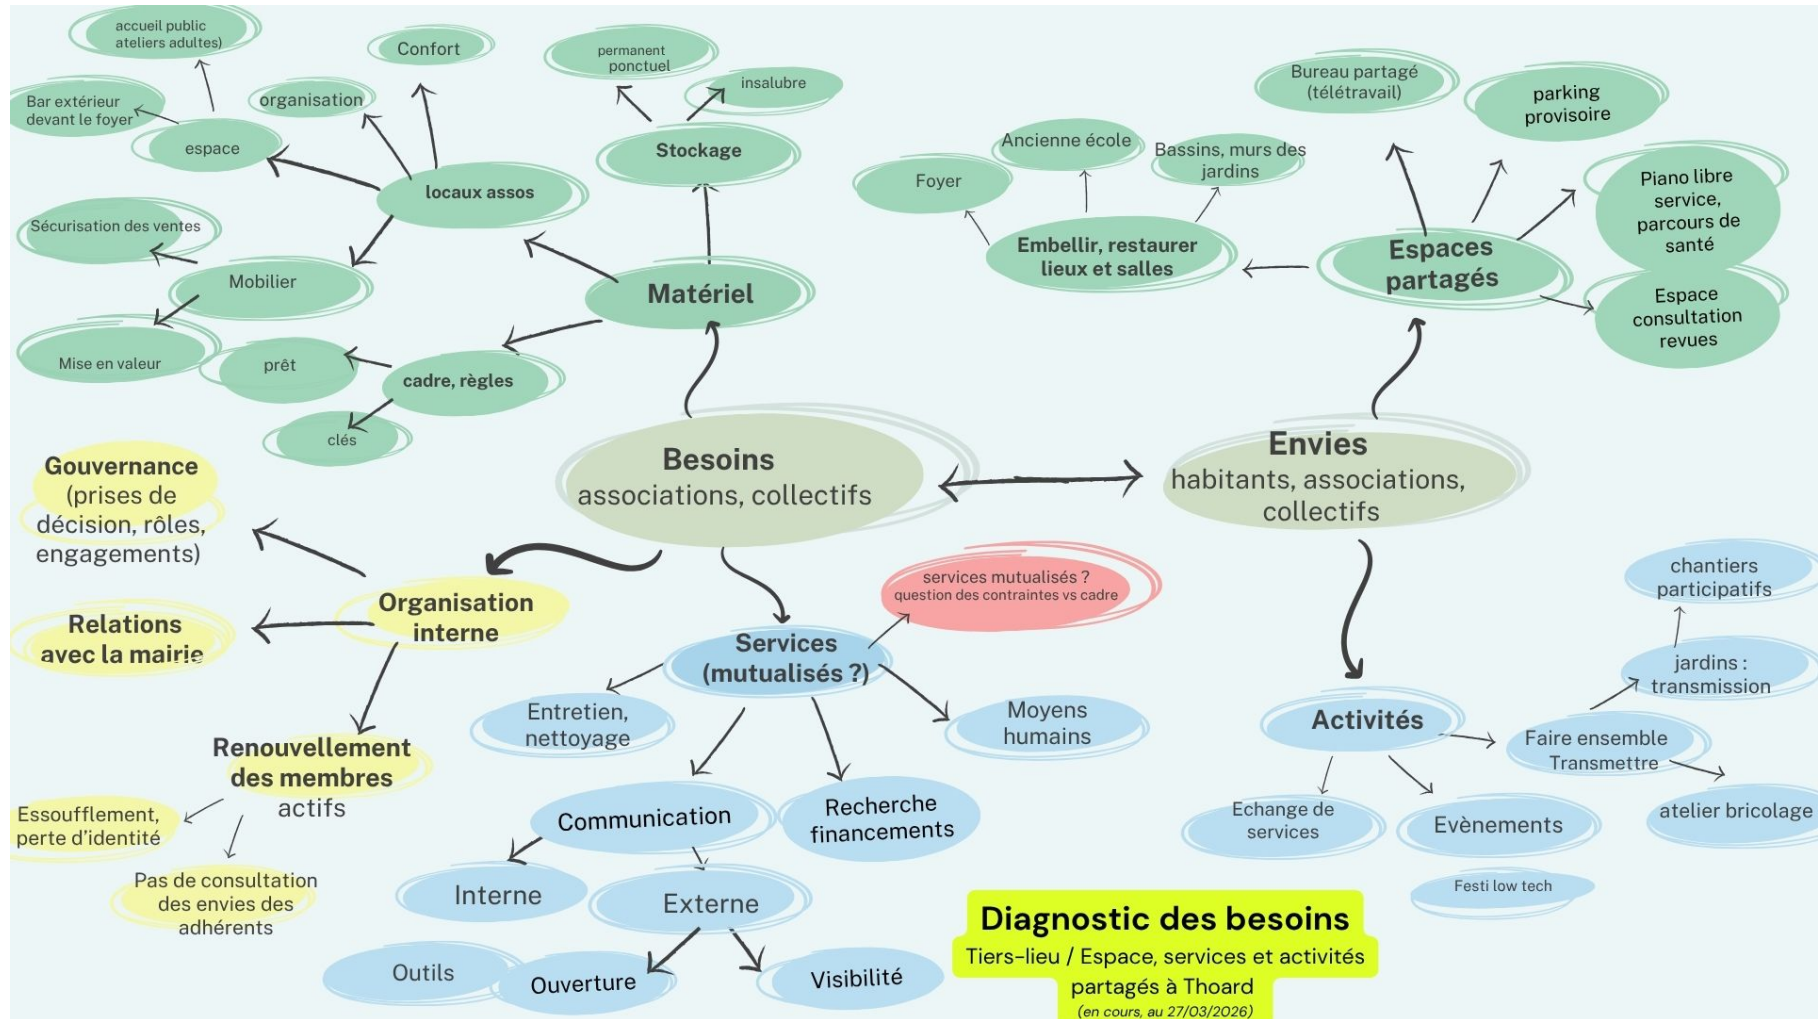 accueil public
ateliers adultes)
Confort
permanent
ponctuel
insalubre
Bar extérieur
devant le foyer
organisation
espace
Stockage
locaux assos
Sécurisation des ventes
Mobilier
Matériel
Mise en valeur
prêt
cadre, règles
clés
Bureau partagé
(télétravail)
parking
provisoire
Ancienne école
Bassins, murs des
jardins
Foyer
Piano libre
service,
parcours de
santé
Embellir, restaurer
lieux et salles
Espaces
partagés
Espace
consultation
revues
Besoins
associations, collectifs
Envies
habitants, associations,
collectifs
Gouvernance
(prises de
décision, rôles,
engagements)
Organisation
interne
Relations
avec la mairie
Renouvellement
des membres
actifs
Essoufflement,
perte d'identité
Pas de consultation
des envies des
adhérents
services mutualisés ?
question des contraintes vs cadre
Services
(mutualisés ?)
Entretien,
nettoyage
Moyens
humains
Communication
Recherche
financements
Interne
Externe
Outils
Ouverture
Visibilité
chantiers
participatifs
jardins :
transmission
Activités
Faire ensemble
Transmettre
atelier bricolage
Echange de
services
Evènements
Festi low tech
Diagnostic des besoins
Tiers-lieu / Espace, services et activités
partagés à Thoard
(en cours, au 27/03/2026)